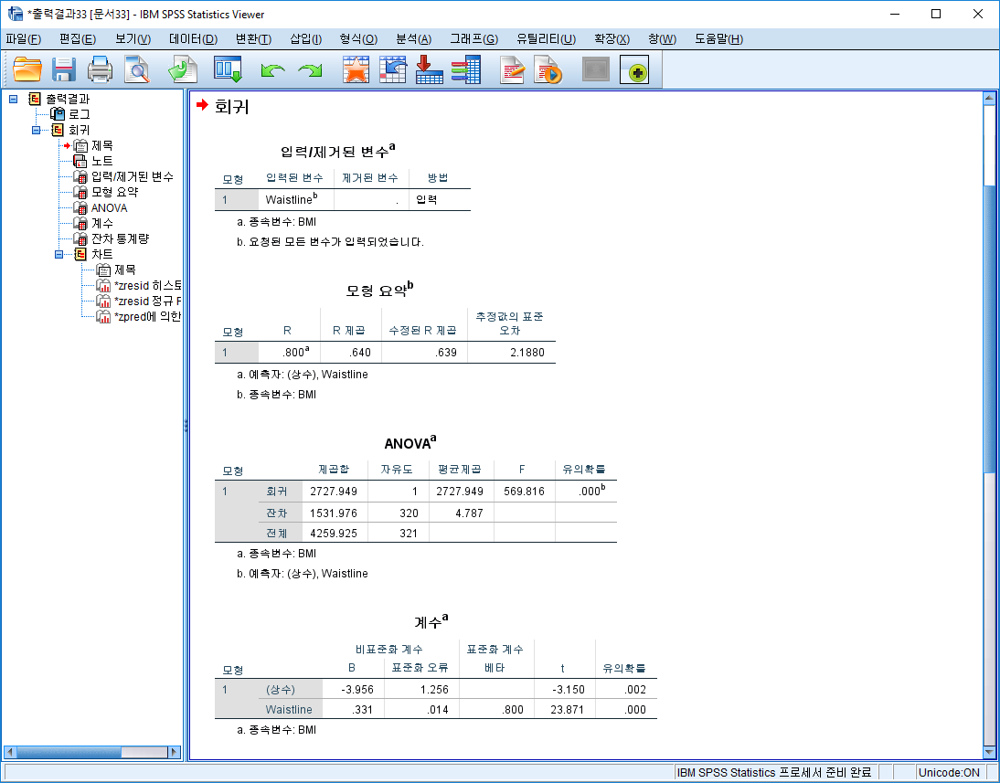 *출력결과33 [문서33] - IBM SPSS Statistics Viewer
파일(F) 편집(E) 보기(V) 데이터(D) 변환(T) 삽입(I) 형식(O) 분석(A) 그래프(G) 유틸리티(U) 확장(X) 창(W) 도움말(H)
출력결과
로그
회귀
제목
노트
입력/제거된 변수
모형 요약
ANOVA
계수
잔차 통계량
차트
제목
*zresid 히스토
*zresid 정규 P
*zpred에 의한
회귀
입력/제거된 변수a
모형 입력된 변수 제거된 변수 방법
1 Waistlineb . 입력
a. 종속변수: BMI
b. 요청된 모든 변수가 입력되었습니다.
모형 요약b
추정값의 표준
모형 R R 제곱 수정된 R 제곱 오차
1 .800a .640 .639 2.1880
a. 예측자: (상수), Waistline
b. 종속변수: BMI
ANOVAa
모형 제곱합 자유도 평균제곱 F 유의확률
1 회귀 2727.949 1 2727.949 569.816 .000b
잔차 1531.976 320 4.787
전체 4259.925 321
a. 종속변수: BMI
b. 예측자: (상수), Waistline
계수a
비표준화 계수 표준화 계수
모형 B 표준화 오류 베타 t 유의확률
1 (상수) -3.956 1.256 -3.150 .002
Waistline .331 .014 .800 23.871 .000
a. 종속변수: BMI
IBM SPSS Statistics 프로세서 준비 완료 Unicode:ON